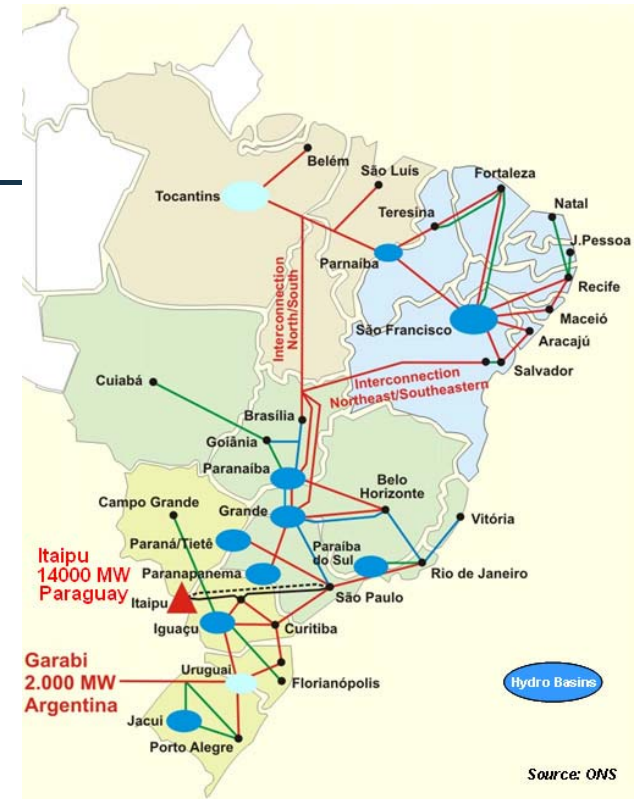 Belém
São Luís
Fortaleza
Tocantins
Teresina
Natal
J.Pessoa
Parnaíba
Recife
Interconnection
North/South
São Francisco
Maceió
Aracajú
Salvador
Interconnection
Northeast/Southeastern
Cuiabá
Brasília
Goiânia
Paranaíba
Belo
Horizonte
Campo Grande
Grande
Vitória
Paraná/Tietê
Paraíba
do Sul
Itaipu
14000 MW
Paraguay
Paranapanema
Rio de Janeiro
Itaipu
São Paulo
Iguaçu
Curitiba
Garabi
2.000 MW
Argentina
Uruguai
Florianópolis
Hydro Basins
Jacui
Porto Alegre
Source: ONS